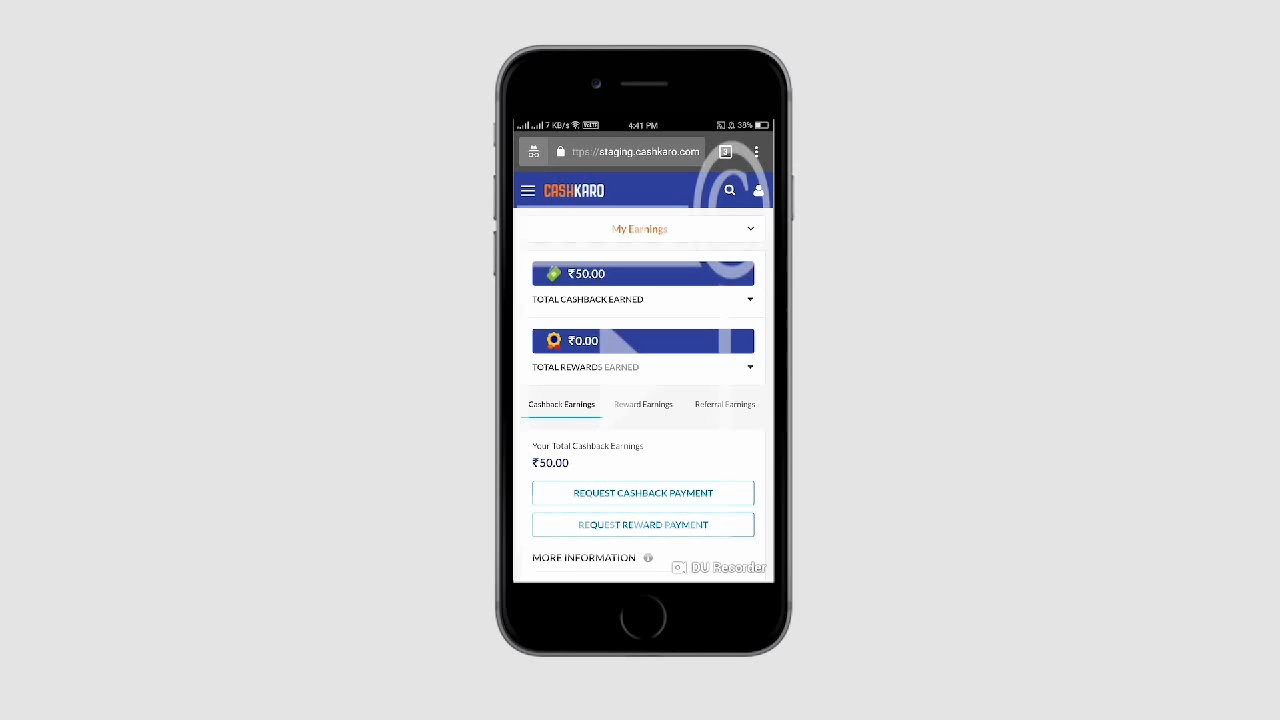 7 KB/s VoLTE 4:41 PM 38%
ttps://staging.cashkaro.com 3
CASHKARO
My Earnings
₹50.00
TOTAL CASHBACK EARNED
₹0.00
TOTAL REWARDS EARNED
Cashback Earnings Reward Earnings Referral Earnings
Your Total Cashback Earnings
₹50.00
REQUEST CASHBACK PAYMENT
REQUEST REWARD PAYMENT
MORE INFORMATION
DU Recorder